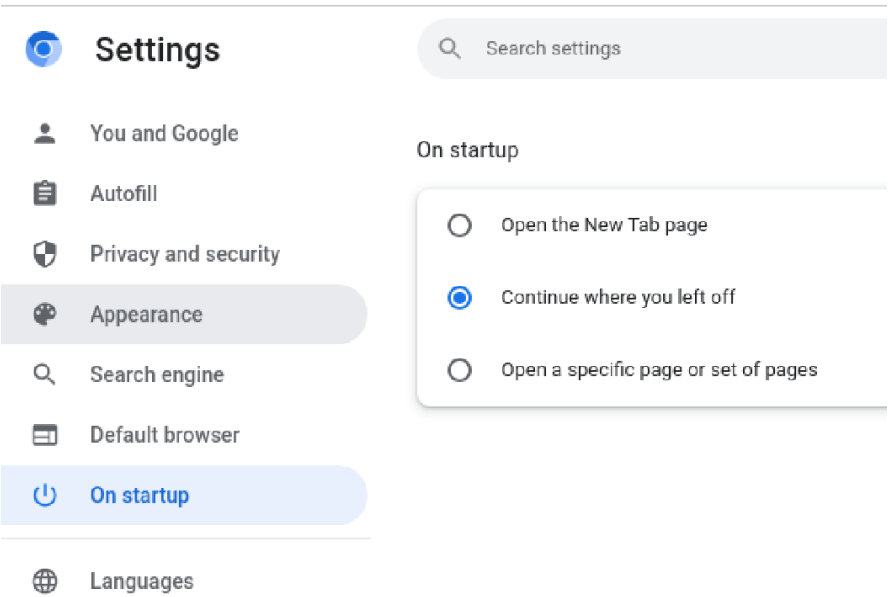 Settings
Search settings
You and Google
Autofill
Privacy and security
Appearance
Search engine
Default browser
On startup
Languages
On startup
Open the New Tab page
Continue where you left off
Open a specific page or set of pages